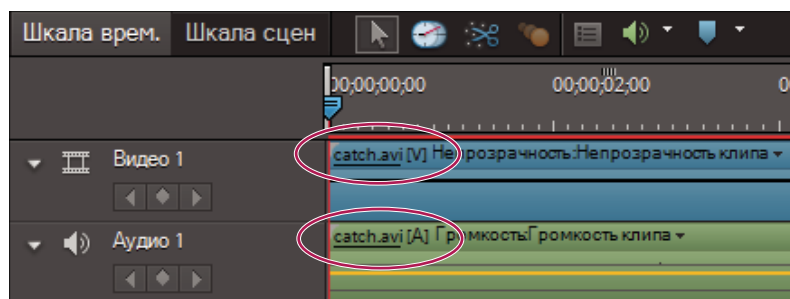 Шкала врем. Шкала сцен
00;00;00;00 00;00;02;00 0
Видео 1 catch.avi [V] Непрозрачность:Непрозрачность клипа
Аудио 1 catch.avi [A] Громкость:Громкость клипа